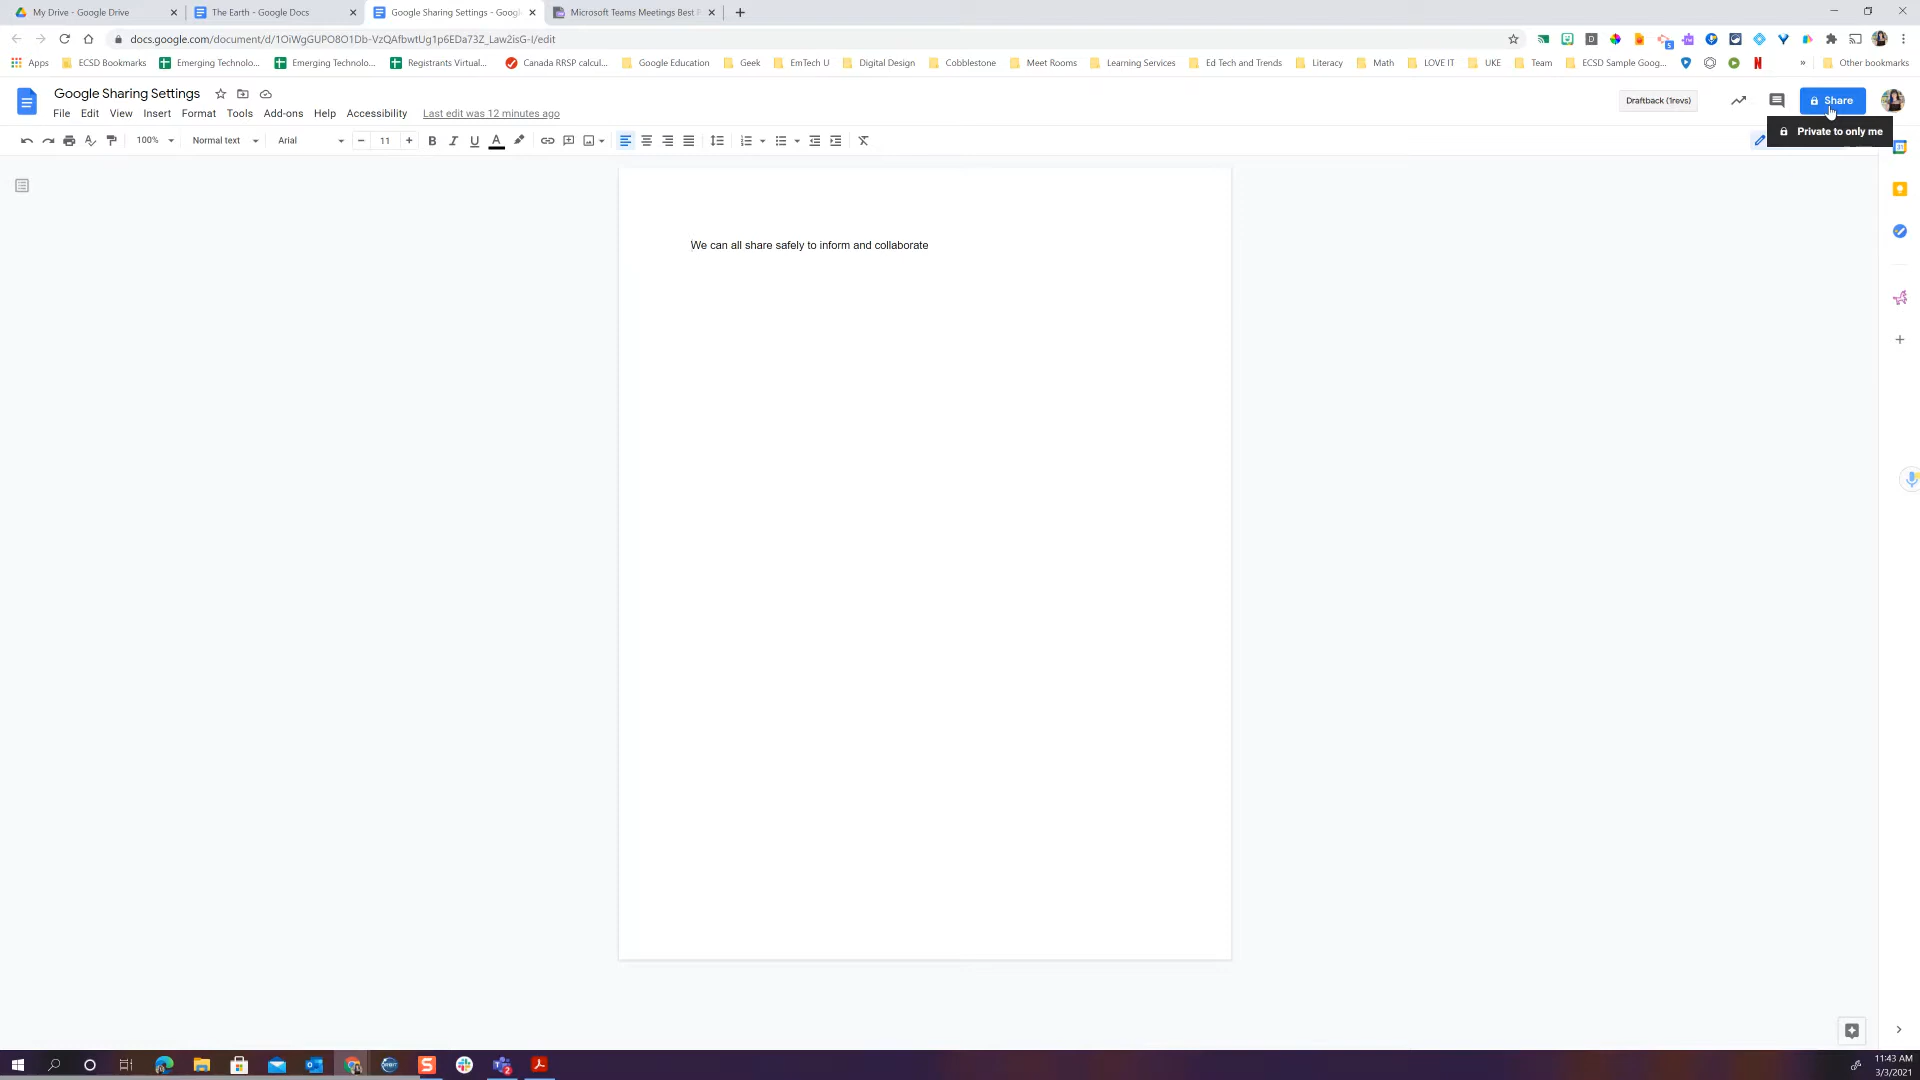 My Drive - Google Drive
The Earth - Google Docs
Google Sharing Settings - Googl
Microsoft Teams Meetings Best
docs.google.com/document/d/1OiWgGUPO8O1Db-VzQAfbwtUg1p6EDa73Z_Law2isG-I/edit
Apps
ECSD Bookmarks
Emerging Technolo...
Emerging Technolo...
Registrants Virtual...
Canada RRSP calcul...
Google Education
Geek
EmTech U
Digital Design
Cobblestone
Meet Rooms
Learning Services
Ed Tech and Trends
Literacy
Math
LOVE IT
UKE
Team
ECSD Sample Goog...
»
Other bookmarks
Google Sharing Settings
Draftback (1revs)
Share
File Edit View Insert Format Tools Add-ons Help Accessibility Last edit was 12 minutes ago
Private to only me
100% Normal text Arial 11
We can all share safely to inform and collaborate
11:43 AM
3/3/2021